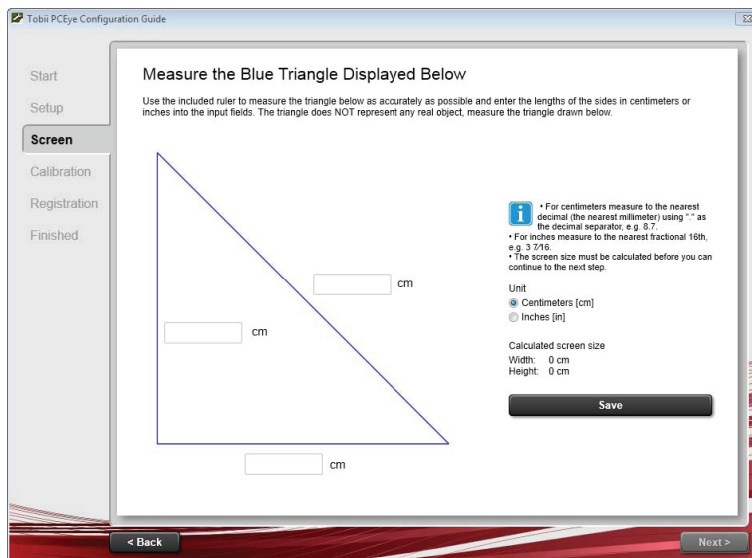 Tobii PCEye Configuration Guide
Start
Setup
Screen
Calibration
Registration
Finished
Measure the Blue Triangle Displayed Below
Use the included ruler to measure the triangle below as accurately as possible and enter the lengths of the sides in centimeters or
inches into the input fields. The triangle does NOT represent any real object, measure the triangle drawn below.
cm
cm
cm
• For centimeters measure to the nearest
decimal (the nearest millimeter) using "." as
the decimal separator, e.g. 8.7.
• For inches measure to the nearest fractional 16th,
e.g. 3 7/16.
• The screen size must be calculated before you can
continue to the next step.
Unit
Centimeters [cm]
Inches [in]
Calculated screen size
Width: 0 cm
Height: 0 cm
Save
< Back
Next >